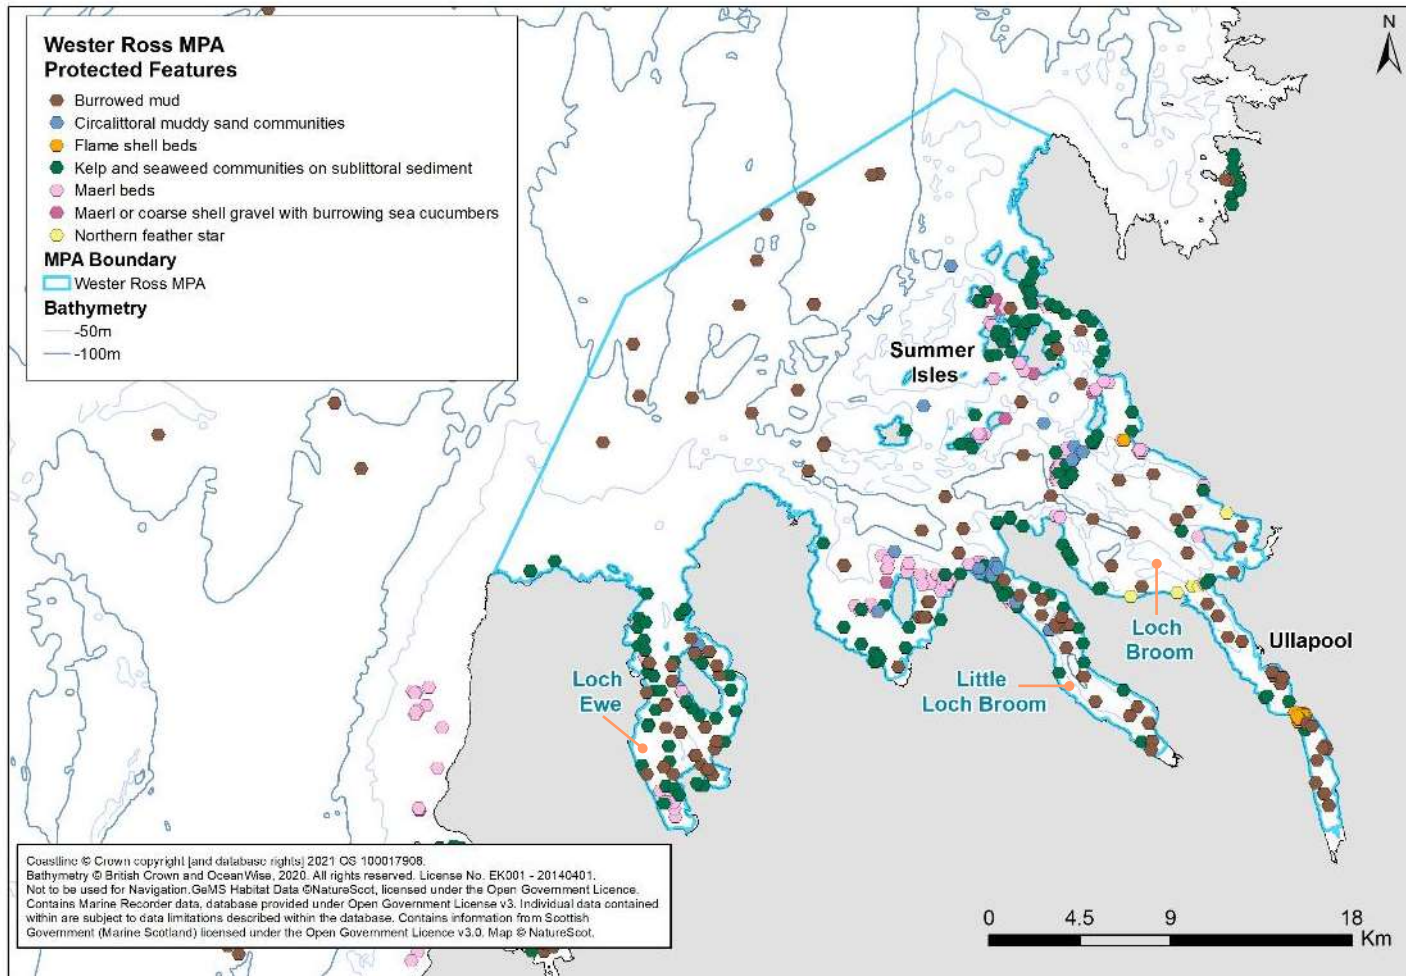 Wester Ross MPA
Protected Features
Burrowed mud
Circalittoral muddy sand communities
Flame shell beds
Kelp and seaweed communities on sublittoral sediment
Maerl beds
Maerl or coarse shell gravel with burrowing sea cucumbers
Northern feather star
MPA Boundary
Wester Ross MPA
Bathymetry
-50m
-100m
N
Summer
Isles
Loch
Broom
Ullapool
Loch
Ewe
Little
Loch Broom
Coastline © Crown copyright [and database rights] 2021 OS 100017908.
Bathymetry © British Crown and OceanWise, 2020. All rights reserved. License No. EK001 - 20140401.
Not to be used for Navigation.GeMS Habitat Data ©NatureScot, licensed under the Open Government Licence.
Contains Marine Recorder data, database provided under Open Government License v3. Individual data contained
within are subject to data limitations described within the database. Contains information from Scottish
Government (Marine Scotland) licensed under the Open Government Licence v3.0. Map © NatureScot.
0 4.5 9 18
Km